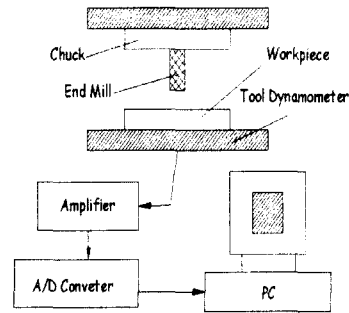 Chuck
Workpiece
End Mill
Tool Dynamometer
Amplifier
A/D Conveter
PC